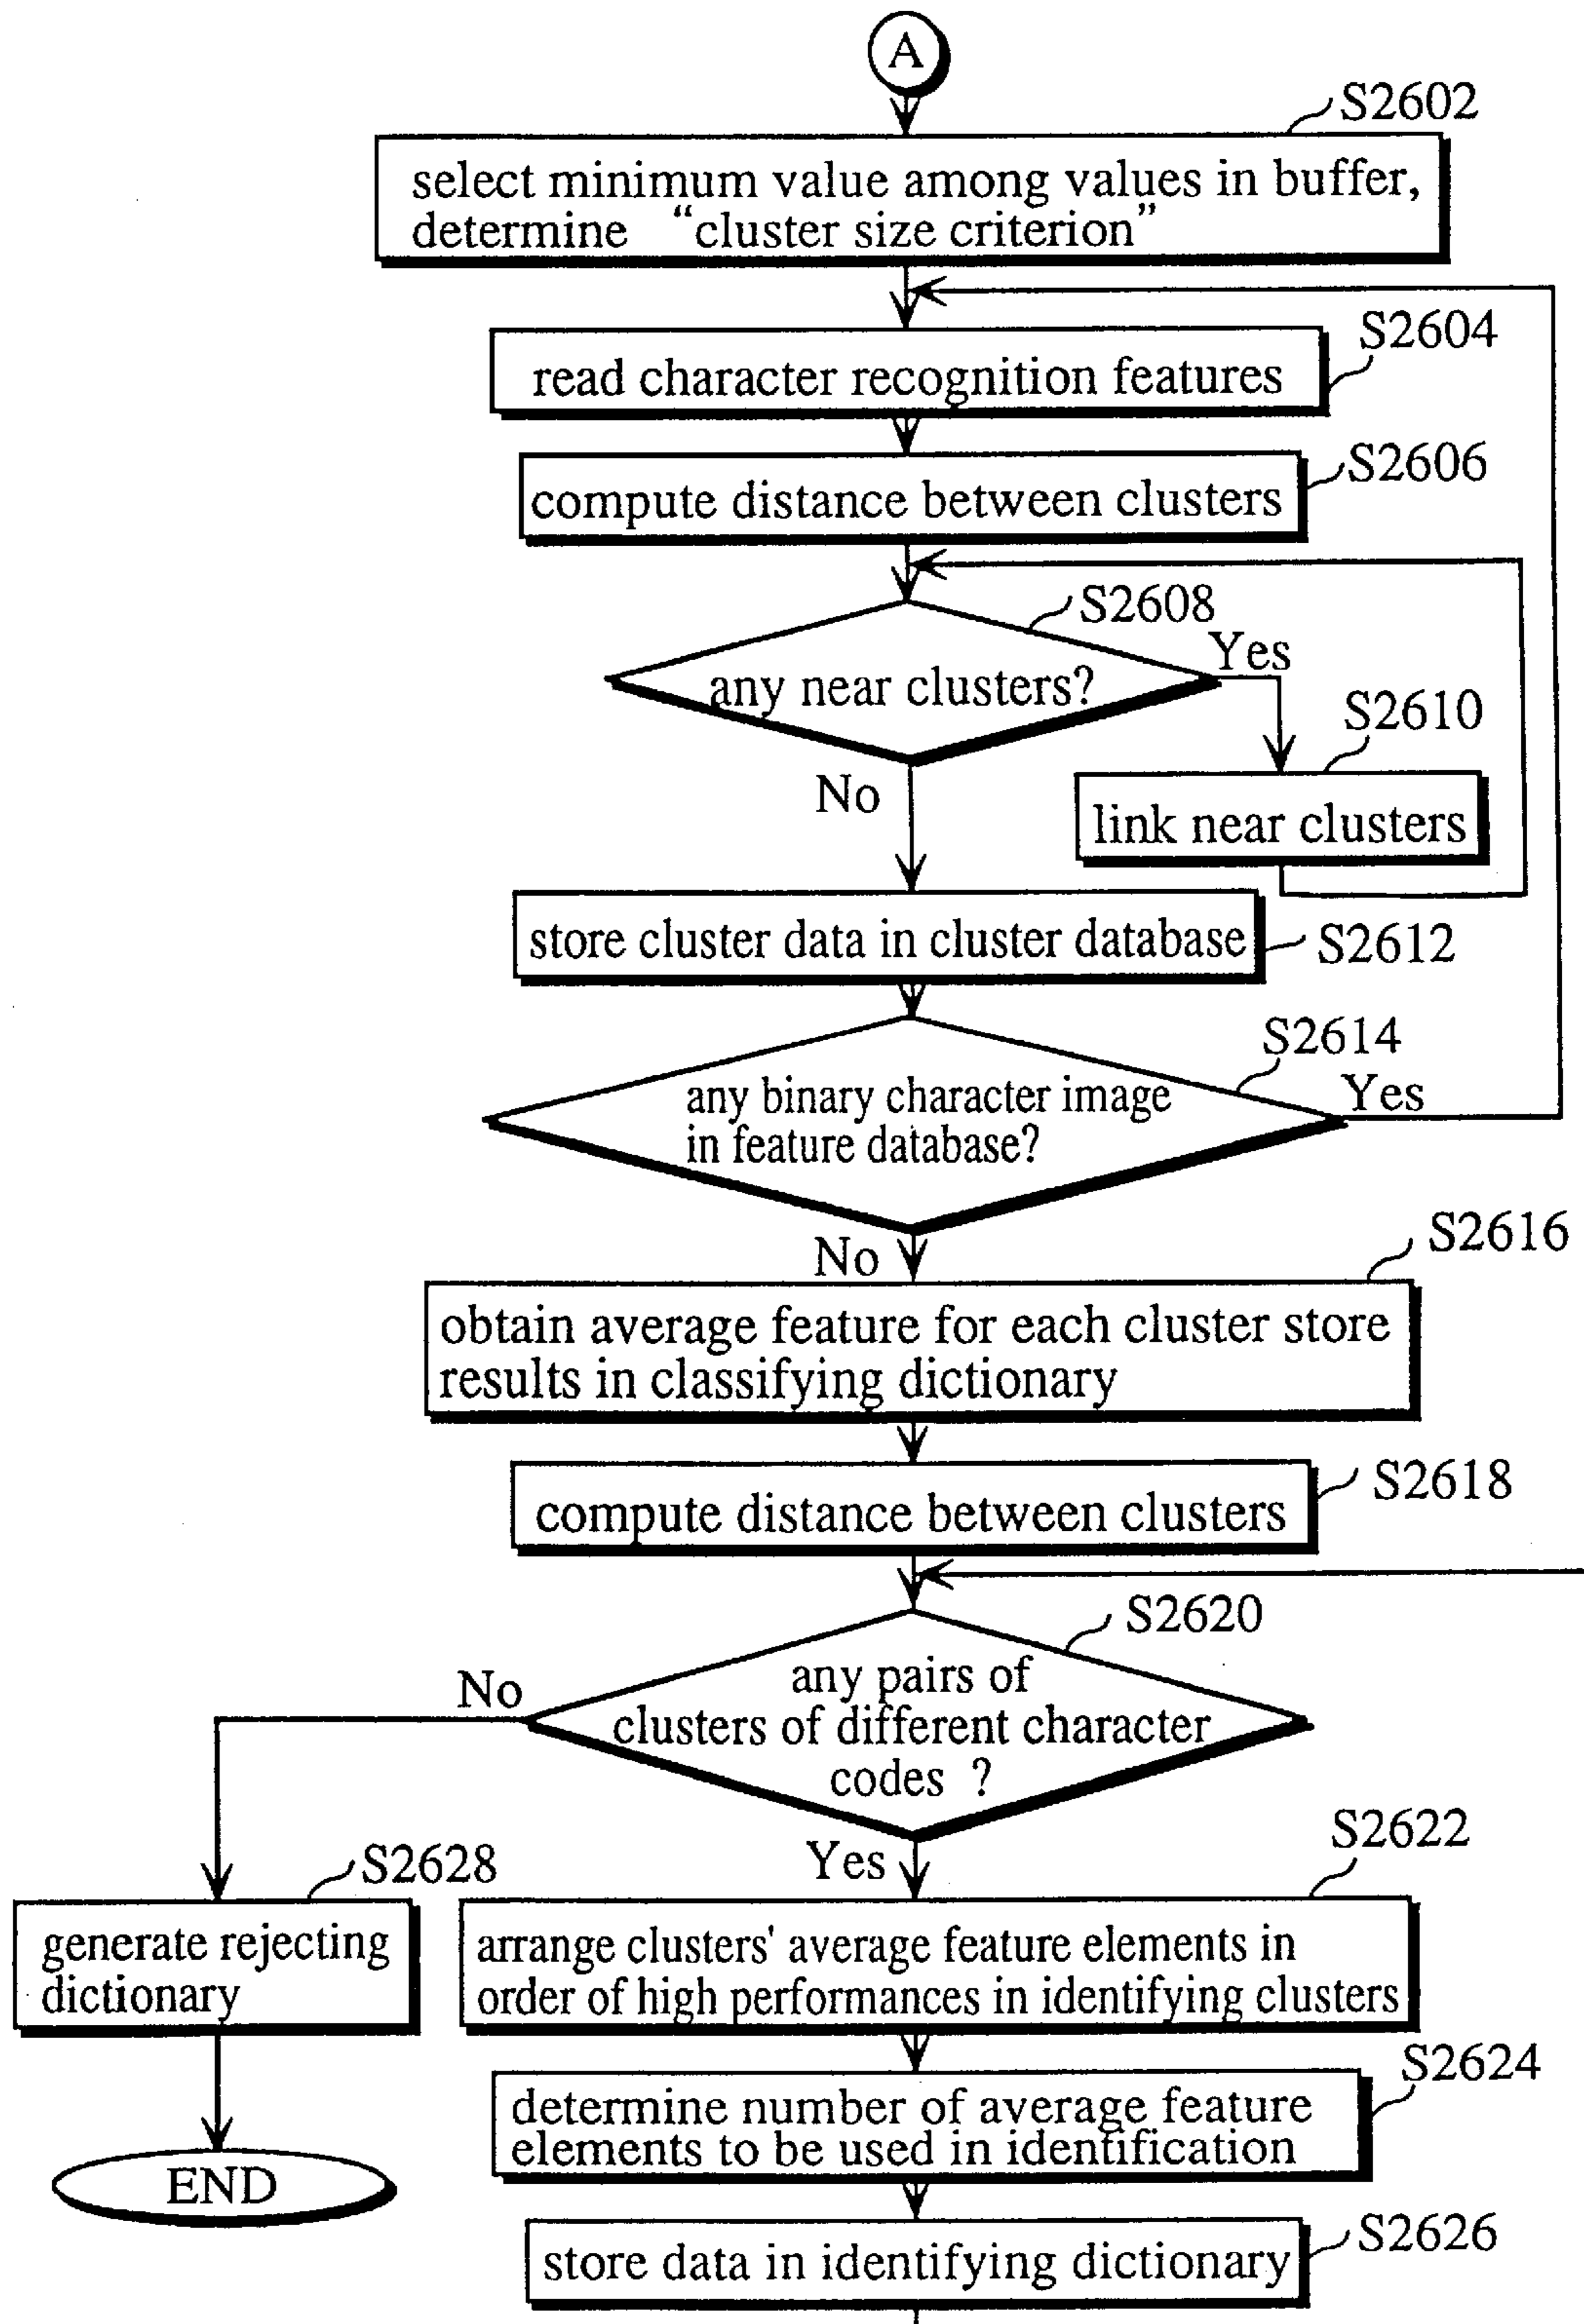 A
S2602
select minimum value among values in buffer,
determine “cluster size criterion”
S2604
read character recognition features
S2606
compute distance between clusters
S2608
any near clusters?
Yes
No
S2610
link near clusters
store cluster data in cluster database
S2612
S2614
any binary character image
in feature database?
Yes
No
S2616
obtain average feature for each cluster store
results in classifying dictionary
S2618
compute distance between clusters
S2620
any pairs of
clusters of different character
codes ?
No
Yes
S2628
generate rejecting
dictionary
END
S2622
arrange clusters' average feature elements in
order of high performances in identifying clusters
S2624
determine number of average feature
elements to be used in identification
S2626
store data in identifying dictionary